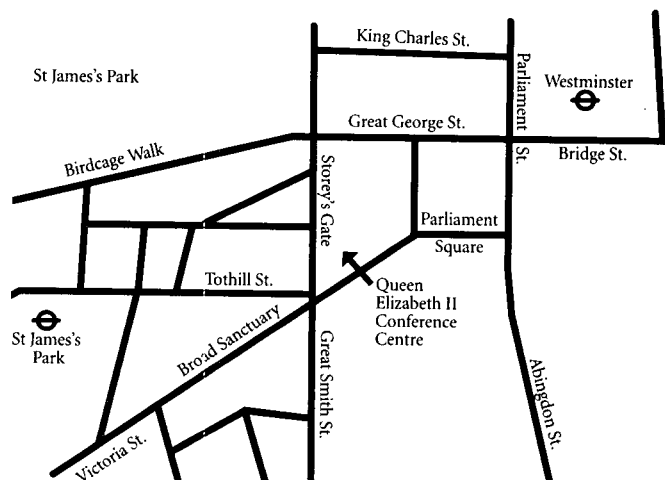 King Charles St.
St James's Park
Parliament St.
Westminster
Great George St.
Bridge St.
Birdcage Walk
Storey's Gate
Parliament
Square
Tothill St.
Queen
Elizabeth II
Conference
Centre
St James's
Park
Broad Sanctuary
Great Smith St.
Abingdon St.
Victoria St.